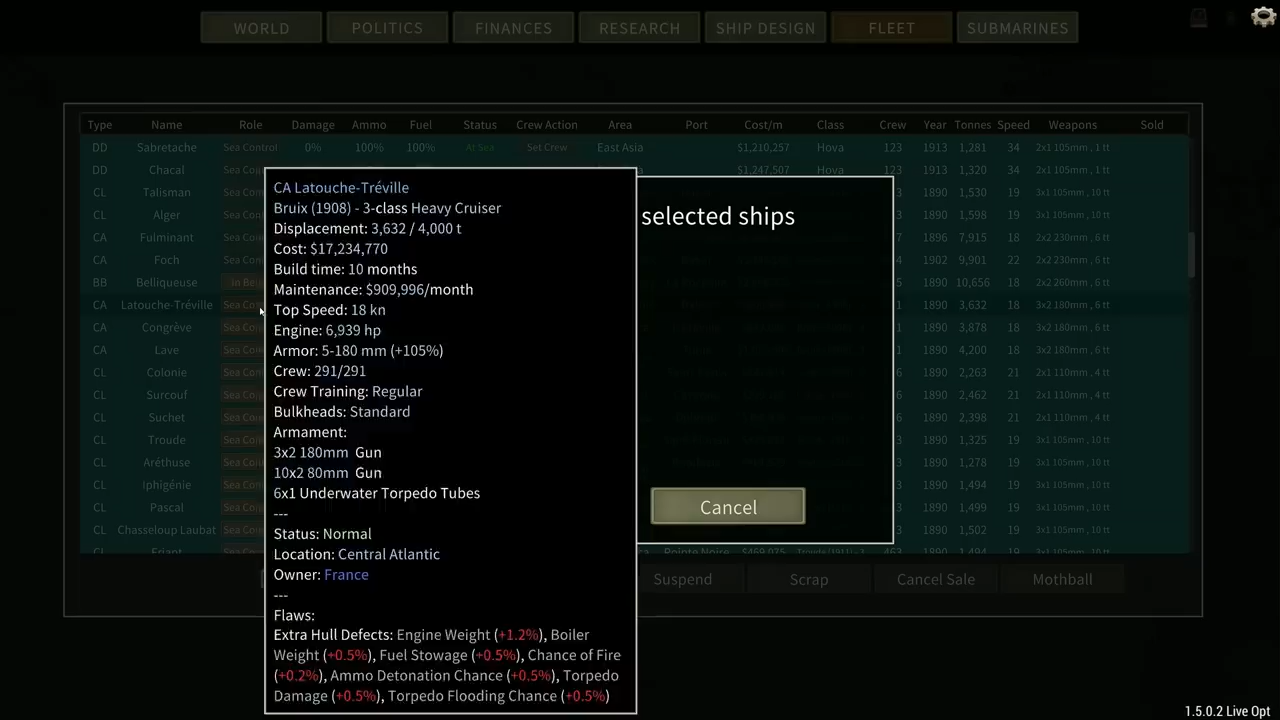 WORLD POLITICS FINANCES RESEARCH SHIP DESIGN FLEET SUBMARINES
Type Name Role Damage Ammo Fuel Status Crew Action Area Port Cost/m Class Crew Year Tonnes Speed Weapons Sold
DD Sabretache Sea Control 0% 100% 100% At Sea Set Crew East Asia $1,210,257 Hova 123 1913 1,281 34 2x1 105mm , 1 tt
DD Chacal $1,247,507 Hova 123 1913 1,320 34 2x1 105mm , 1 tt
CL Talisman 1890 1,530 19 3x1 105mm , 10 tt
CL Alger 1890 1,598 19
CA Fulminant 1896 7,915 18 2x2 230mm , 6 tt
CA Foch 1902 9,901 22 2x2 230mm , 6 tt
BB Belliqueuse in Be 10,656 18 2x2 260mm , 6 tt
CA Latouche-Tréville 1890 3,632 18 3x2 180mm , 6 tt
CA Congrève 1890 3,878 18 3x2 180mm , 6 tt
CA Lave 1890 4,200 18 3x2 180mm , 6 tt
CL Colonie 1890 2,263 21 2x1 110mm , 4 tt
CL Surcouf 1890 2,462 21 2x1 110mm , 4 tt
CL Suchet 1890 2,398 21 2x1 110mm , 4 tt
CL Troude 1890 1,325 19 3x1 105mm , 10 tt
CL Aréthuse 1890 1,278 19 3x1 105mm , 10 tt
CL Iphigénie 1890 1,494 19 3x1 105mm , 10 tt
CL Pascal 1890 1,499 19 3x1 105mm , 10 tt
CL Chasseloup Laubat 1890 1,502 19 3x1 105mm , 10 tt
CL Friant Pointe Noire $469,075 463 1890 1,494 19 3x1 105mm , 10 tt
CA Latouche-Tréville
Bruix (1908) - 3-class Heavy Cruiser
Displacement: 3,632 / 4,000 t
Cost: $17,234,770
Build time: 10 months
Maintenance: $909,996/month
Top Speed: 18 kn
Engine: 6,939 hp
Armor: 5-180 mm (+105%)
Crew: 291/291
Crew Training: Regular
Bulkheads: Standard
Armament:
3x2 180mm Gun
10x2 80mm Gun
6x1 Underwater Torpedo Tubes
---
Status: Normal
Location: Central Atlantic
Owner: France
---
Flaws:
Extra Hull Defects: Engine Weight (+1.2%), Boiler
Weight (+0.5%), Fuel Stowage (+0.5%), Chance of Fire
(+0.2%), Ammo Detonation Chance (+0.5%), Torpedo
Damage (+0.5%), Torpedo Flooding Chance (+0.5%)
selected ships
Cancel
Suspend Scrap Cancel Sale Mothball
1.5.0.2 Live Opt